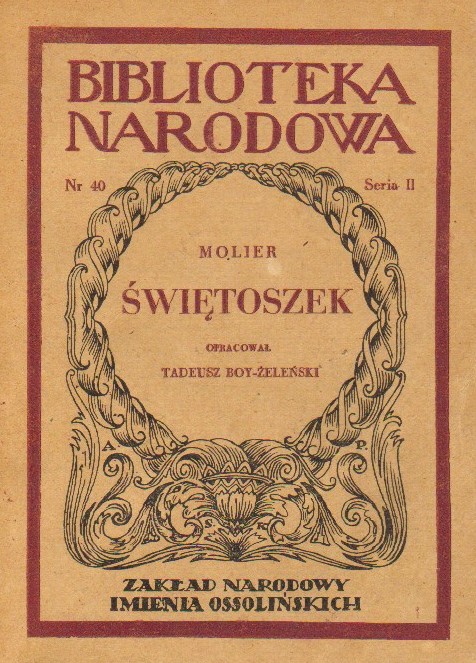 BIBLIOTEKA
NARODOWA
Nr 40 Seria II
MOLIER
ŚWIĘTOSZEK
OPRACOWAŁ
TADEUSZ BOY-ŻELEŃSKI
A. P.
S. A.
ZAKŁAD NARODOWY
IMIENIA OSSOLIŃSKICH